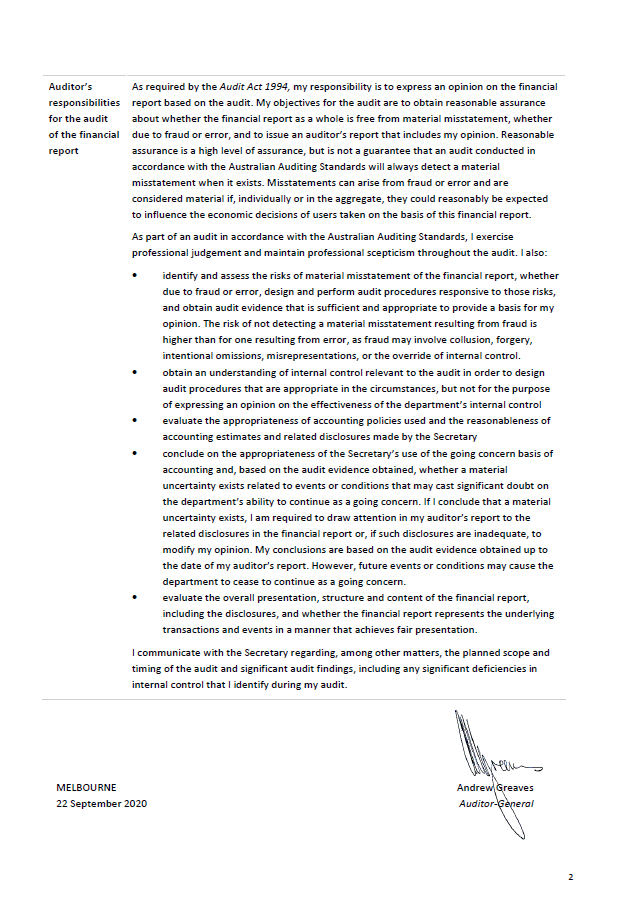 Auditor's
responsibilities
for the audit
of the financial
report
As required by the Audit Act 1994, my responsibility is to express an opinion on the financial
report based on the audit. My objectives for the audit are to obtain reasonable assurance
about whether the financial report as a whole is free from material misstatement, whether
due to fraud or error, and to issue an auditor's report that includes my opinion. Reasonable
assurance is a high level of assurance, but is not a guarantee that an audit conducted in
accordance with the Australian Auditing Standards will always detect a material
misstatement when it exists. Misstatements can arise from fraud or error and are
considered material if, individually or in the aggregate, they could reasonably be expected
to influence the economic decisions of users taken on the basis of this financial report.
As part of an audit in accordance with the Australian Auditing Standards, I exercise
professional judgement and maintain professional scepticism throughout the audit. I also:
• identify and assess the risks of material misstatement of the financial report, whether
due to fraud or error, design and perform audit procedures responsive to those risks,
and obtain audit evidence that is sufficient and appropriate to provide a basis for my
opinion. The risk of not detecting a material misstatement resulting from fraud is
higher than for one resulting from error, as fraud may involve collusion, forgery,
intentional omissions, misrepresentations, or the override of internal control.
• obtain an understanding of internal control relevant to the audit in order to design
audit procedures that are appropriate in the circumstances, but not for the purpose
of expressing an opinion on the effectiveness of the department's internal control
• evaluate the appropriateness of accounting policies used and the reasonableness of
accounting estimates and related disclosures made by the Secretary
• conclude on the appropriateness of the Secretary's use of the going concern basis of
accounting and, based on the audit evidence obtained, whether a material
uncertainty exists related to events or conditions that may cast significant doubt on
the department's ability to continue as a going concern. If I conclude that a material
uncertainty exists, I am required to draw attention in my auditor's report to the
related disclosures in the financial report or, if such disclosures are inadequate, to
modify my opinion. My conclusions are based on the audit evidence obtained up to
the date of my auditor's report. However, future events or conditions may cause the
department to cease to continue as a going concern.
• evaluate the overall presentation, structure and content of the financial report,
including the disclosures, and whether the financial report represents the underlying
transactions and events in a manner that achieves fair presentation.
I communicate with the Secretary regarding, among other matters, the planned scope and
timing of the audit and significant audit findings, including any significant deficiencies in
internal control that I identify during my audit.
MELBOURNE
22 September 2020
Andrew Greaves
Auditor-General
2